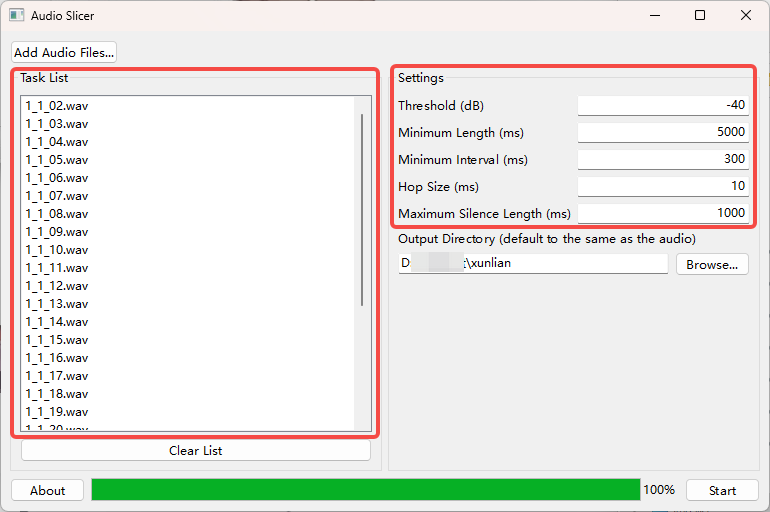 Audio Slicer
Add Audio Files...
Task List
1_1_02.wav
1_1_03.wav
1_1_04.wav
1_1_05.wav
1_1_06.wav
1_1_07.wav
1_1_08.wav
1_1_09.wav
1_1_10.wav
1_1_11.wav
1_1_12.wav
1_1_13.wav
1_1_14.wav
1_1_15.wav
1_1_16.wav
1_1_17.wav
1_1_18.wav
1_1_19.wav
1_1_20.wav
Clear List
Settings
Threshold (dB) -40
Minimum Length (ms) 5000
Minimum Interval (ms) 300
Hop Size (ms) 10
Maximum Silence Length (ms) 1000
Output Directory (default to the same as the audio)
D \xunlian Browse...
About 100% Start